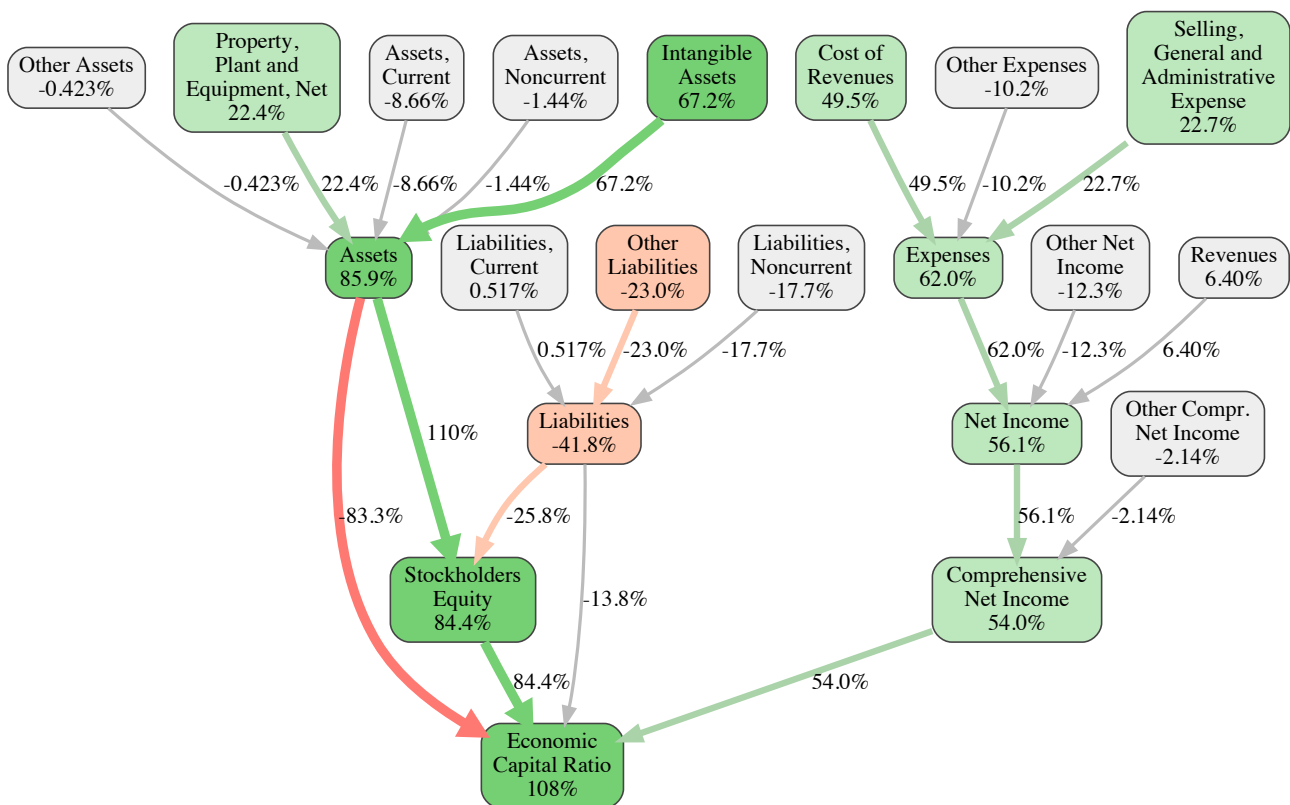 Other Assets
-0.423%
Property,
Plant and
Equipment, Net
22.4%
Assets,
Current
-8.66%
Assets,
Noncurrent
-1.44%
Intangible
Assets
67.2%
Cost of
Revenues
49.5%
Other Expenses
-10.2%
Selling,
General and
Administrative
Expense
22.7%
-0.423%
22.4%
-8.66%
-1.44%
67.2%
49.5%
-10.2%
22.7%
Assets
85.9%
Liabilities,
Current
0.517%
Other
Liabilities
-23.0%
Liabilities,
Noncurrent
-17.7%
Expenses
62.0%
Other Net
Income
-12.3%
Revenues
6.40%
0.517%
-23.0%
-17.7%
62.0%
-12.3%
6.40%
110%
Liabilities
-41.8%
Net Income
56.1%
Other Compr.
Net Income
-2.14%
-83.3%
-25.8%
56.1%
-2.14%
Stockholders
Equity
84.4%
-13.8%
Comprehensive
Net Income
54.0%
84.4%
54.0%
Economic
Capital Ratio
108%